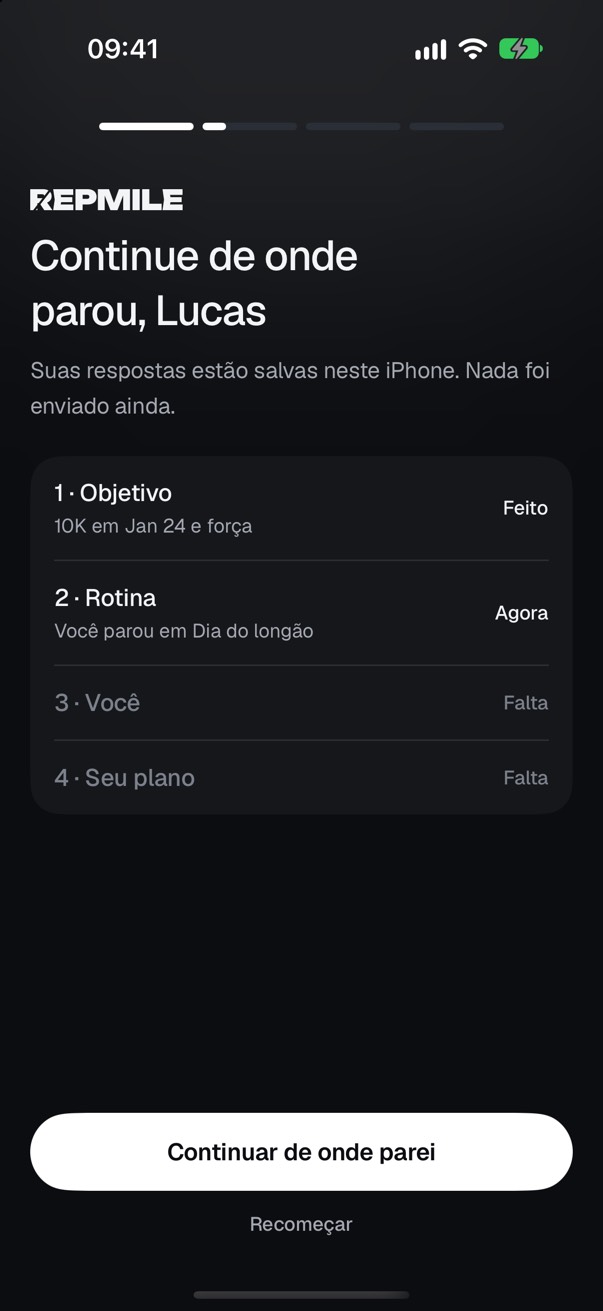 09:41
REPMILE
Continue de onde
parou, Lucas
Suas respostas estão salvas neste iPhone. Nada foi
enviado ainda.
1 · Objetivo
10K em Jan 24 e força
Feito
2 · Rotina
Você parou em Dia do longão
Agora
3 · Você
Falta
4 · Seu plano
Falta
Continuar de onde parei
Recomeçar